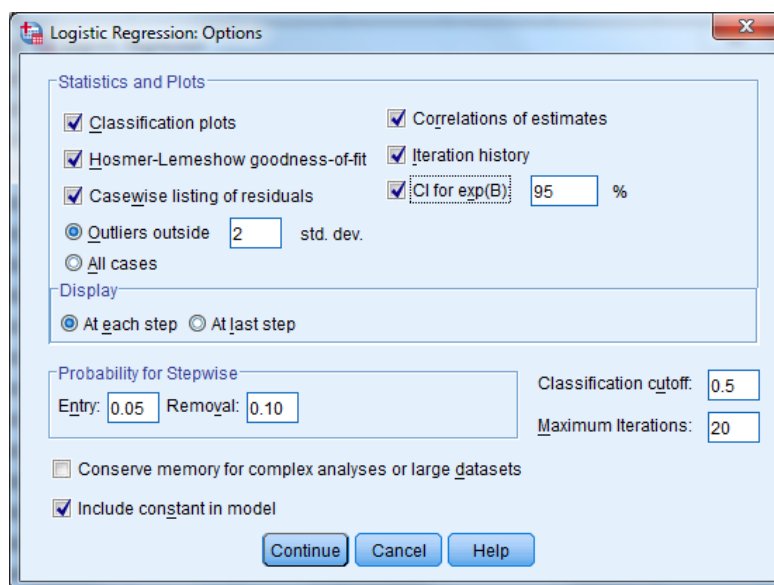 Logistic Regression: Options
Statistics and Plots
Classification plots
Correlations of estimates
Hosmer-Lemeshow goodness-of-fit
Iteration history
Casewise listing of residuals
CI for exp(B) 95 %
Outliers outside 2 std. dev.
All cases
Display
At each step At last step
Probability for Stepwise
Entry: 0.05 Removal: 0.10
Classification cutoff: 0.5
Maximum Iterations: 20
Conserve memory for complex analyses or large datasets
Include constant in model
Continue Cancel Help